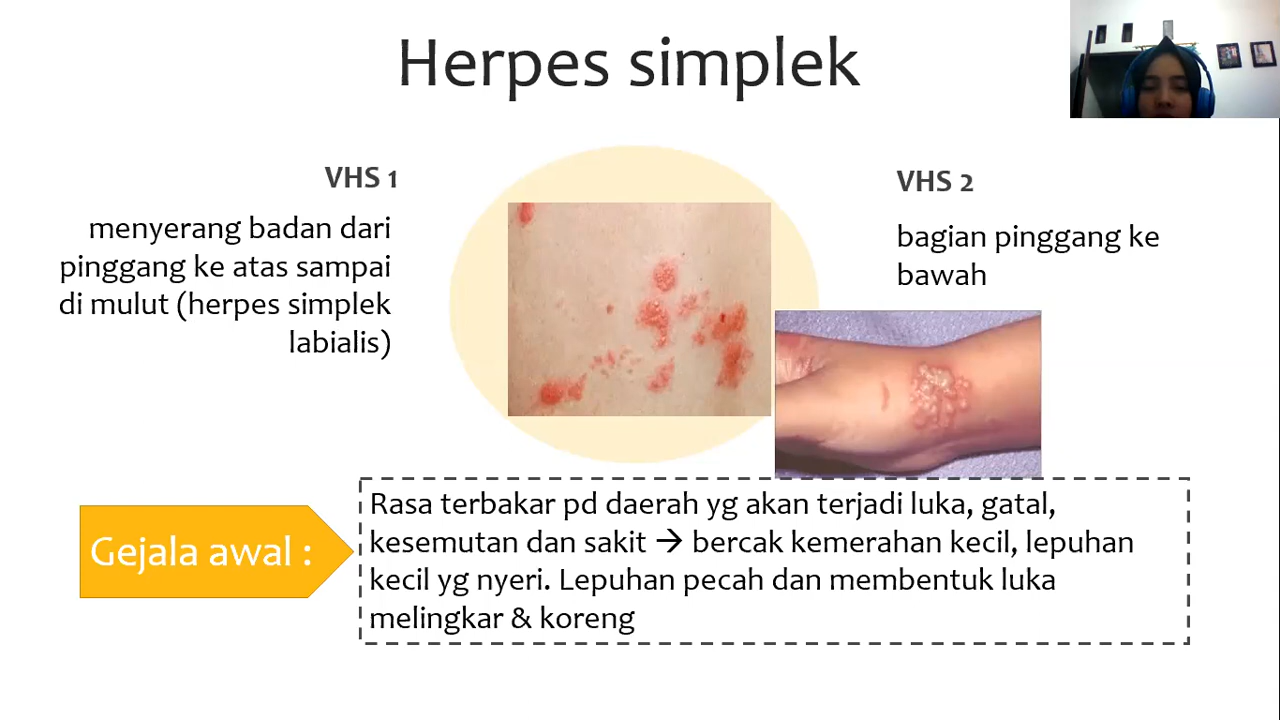 Herpes simplek
VHS 1
menyerang badan dari
pinggang ke atas sampai
di mulut (herpes simplek
labialis)
VHS 2
bagian pinggang ke
bawah
Gejala awal :
Rasa terbakar pd daerah yg akan terjadi luka, gatal,
kesemutan dan sakit → bercak kemerahan kecil, lepuhan
kecil yg nyeri. Lepuhan pecah dan membentuk luka
melingkar & koreng